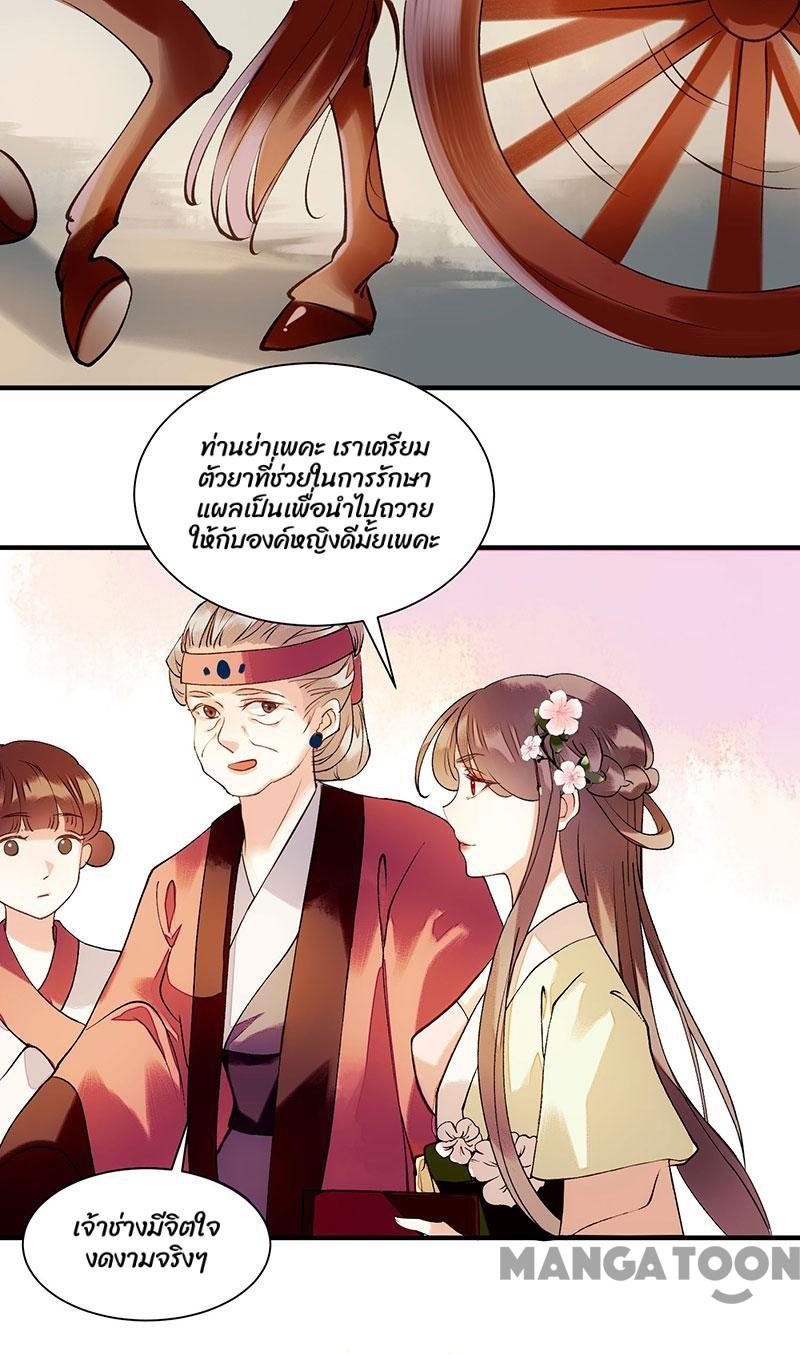 ท่านย่าเพคะ เราเตรียม
ตัวยาที่ช่วยในการรักษา
แผลเป็นเพื่อนำไปถวาย
ให้กับองค์หญิงดีมั้ยเพคะ
เจ้าช่างมีจิตใจ
งดงามจริงๆ
MANGATOON